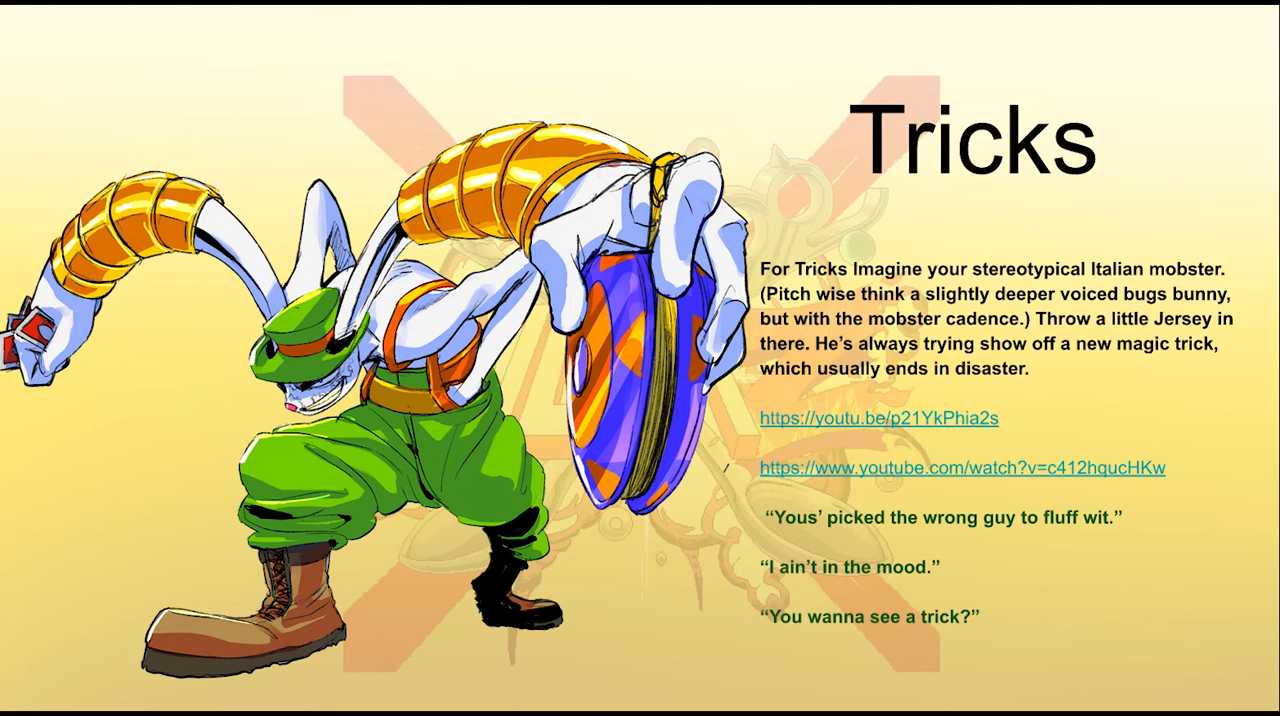 Tricks
For Tricks Imagine your stereotypical Italian mobster.
(Pitch wise think a slightly deeper voiced bugs bunny,
but with the mobster cadence.) Throw a little Jersey in
there. He’s always trying show off a new magic trick,
which usually ends in disaster.
https://youtu.be/p21YkPhia2s
https://www.youtube.com/watch?v=c412hqucHKw
“Yous’ picked the wrong guy to fluff wit.”
“I ain’t in the mood.”
“You wanna see a trick?”